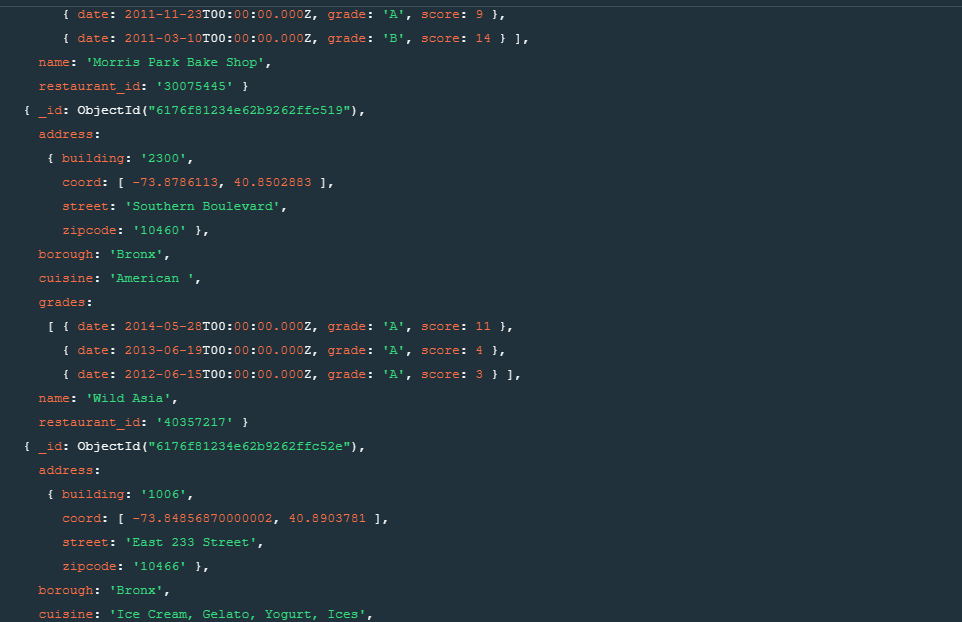 { date: 2011-11-23T00:00:00.000Z, grade: 'A', score: 9 },
{ date: 2011-03-10T00:00:00.000Z, grade: 'B', score: 14 } ],
name: 'Morris Park Bake Shop',
restaurant_id: '30075445' }
{ _id: ObjectId("6176f81234e62b9262ffc519"),
address:
{ building: '2300',
coord: [ -73.8786113, 40.8502883 ],
street: 'Southern Boulevard',
zipcode: '10460' },
borough: 'Bronx',
cuisine: 'American ',
grades:
[ { date: 2014-05-28T00:00:00.000Z, grade: 'A', score: 11 },
{ date: 2013-06-19T00:00:00.000Z, grade: 'A', score: 4 },
{ date: 2012-06-15T00:00:00.000Z, grade: 'A', score: 3 } ],
name: 'Wild Asia',
restaurant_id: '40357217' }
{ _id: ObjectId("6176f81234e62b9262ffc52e"),
address:
{ building: '1006',
coord: [ -73.84856870000002, 40.8903781 ],
street: 'East 233 Street',
zipcode: '10466' },
borough: 'Bronx',
cuisine: 'Ice Cream, Gelato, Yogurt, Ices',